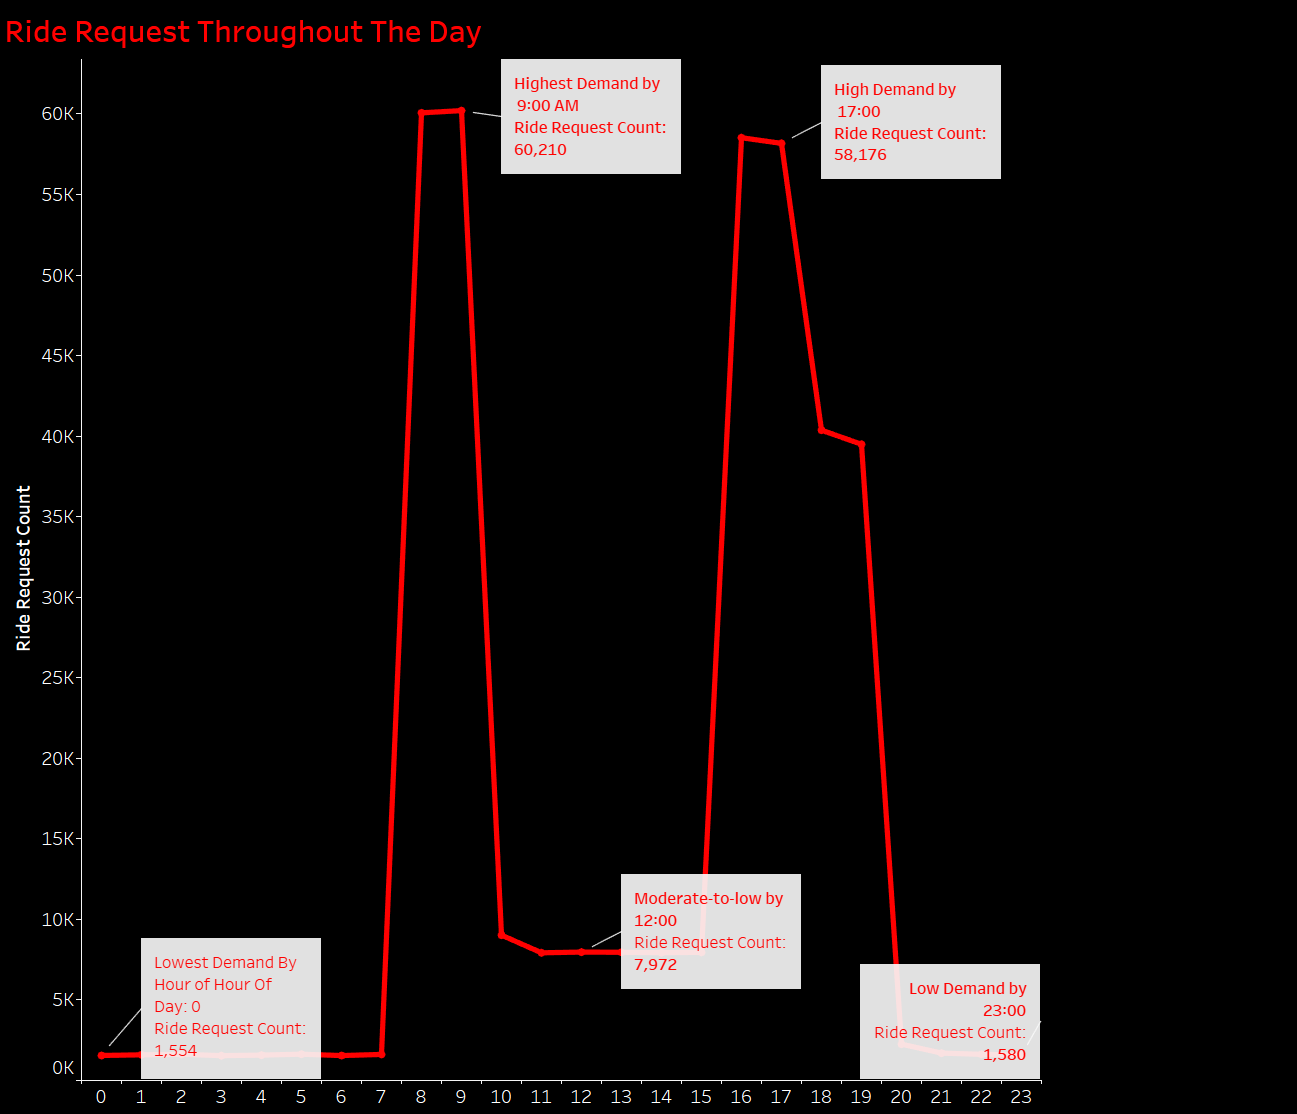 Ride Request Throughout The Day
Highest Demand by
9:00 AM
Ride Request Count:
60,210
High Demand by
17:00
Ride Request Count:
58,176
60K
55K
50K
45K
40K
35K
30K
25K
20K
15K
10K
5K
0K
Ride Request Count
Moderate-to-low by
12:00
Ride Request Count:
7,972
Lowest Demand By
Hour of Hour Of
Day: 0
Ride Request Count:
1,554
Low Demand by
23:00
Ride Request Count:
1,580
0 1 2 3 4 5 6 7 8 9 10 11 12 13 14 15 16 17 18 19 20 21 22 23